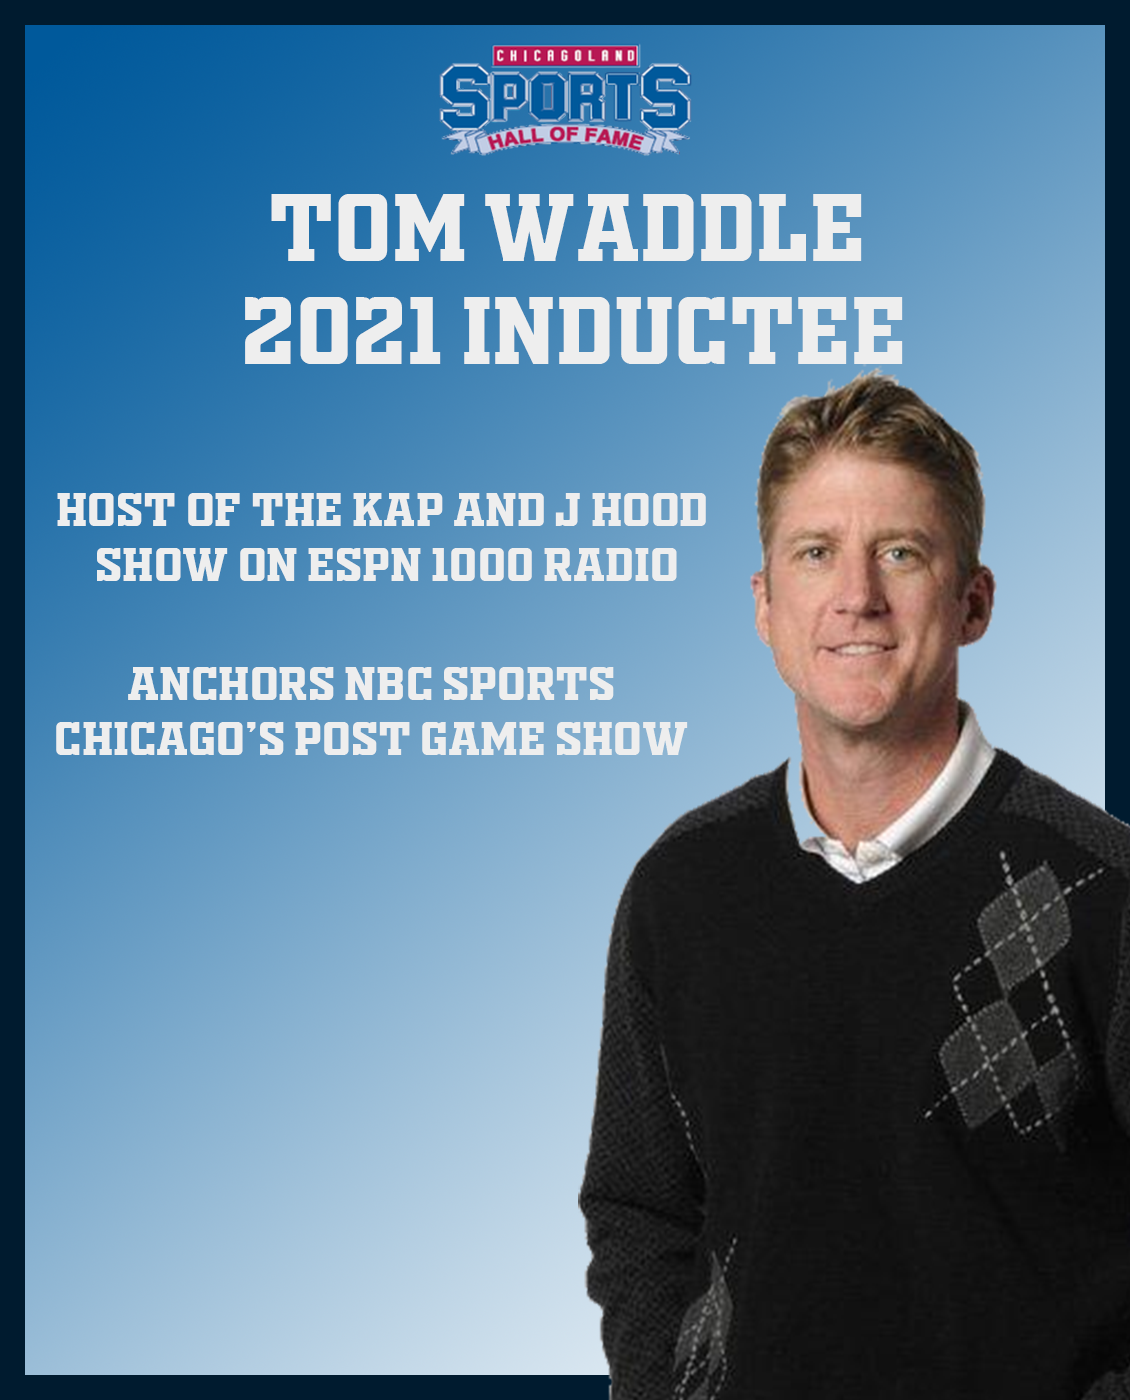 CHICAGOLAND
SPORTS
HALL OF FAME
TOM WADDLE
2021 INDUCTEE
HOST OF THE KAP AND J HOOD
SHOW ON ESPN 1000 RADIO
ANCHORS NBC SPORTS
CHICAGO'S POST GAME SHOW